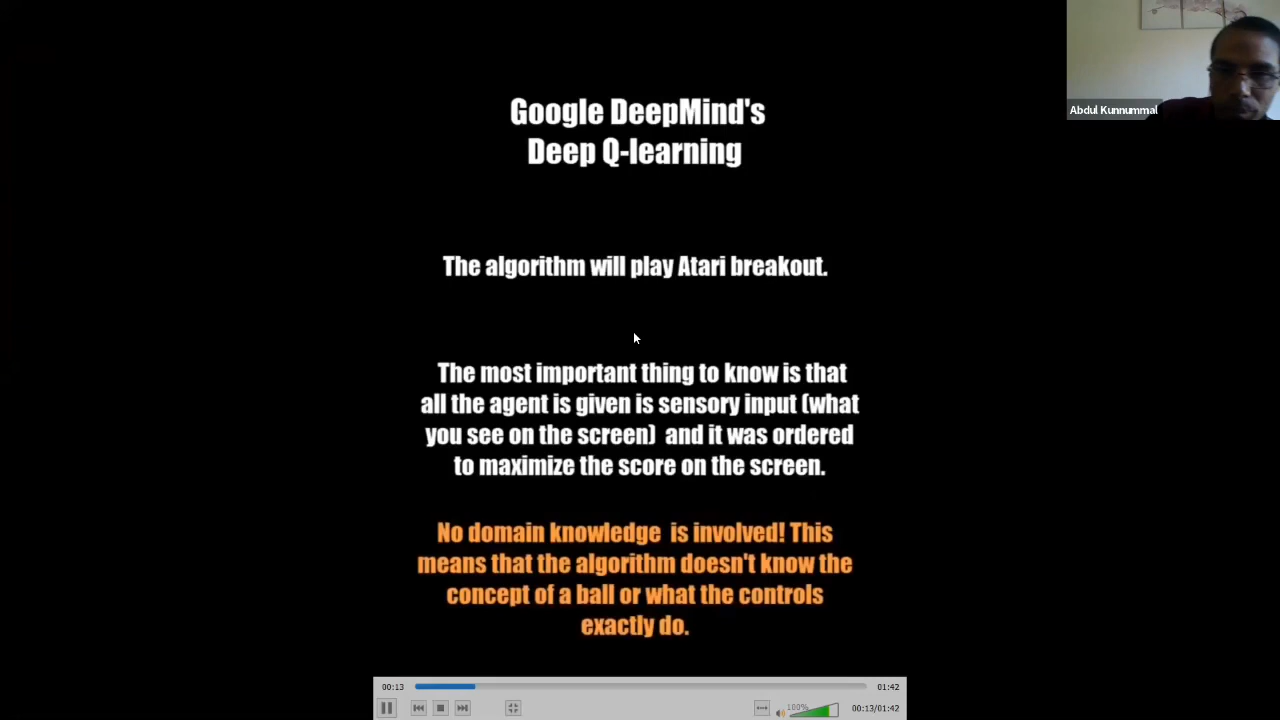 Google DeepMind's
Deep Q-learning
Abdul Kunnummal
The algorithm will play Atari breakout.
The most important thing to know is that
all the agent is given is sensory input (what
you see on the screen)  and it was ordered
to maximize the score on the screen.
No domain knowledge  is involved! This
means that the algorithm doesn't know the
concept of a ball or what the controls
exactly do.
00:13
01:42
100%
00:13/01:42